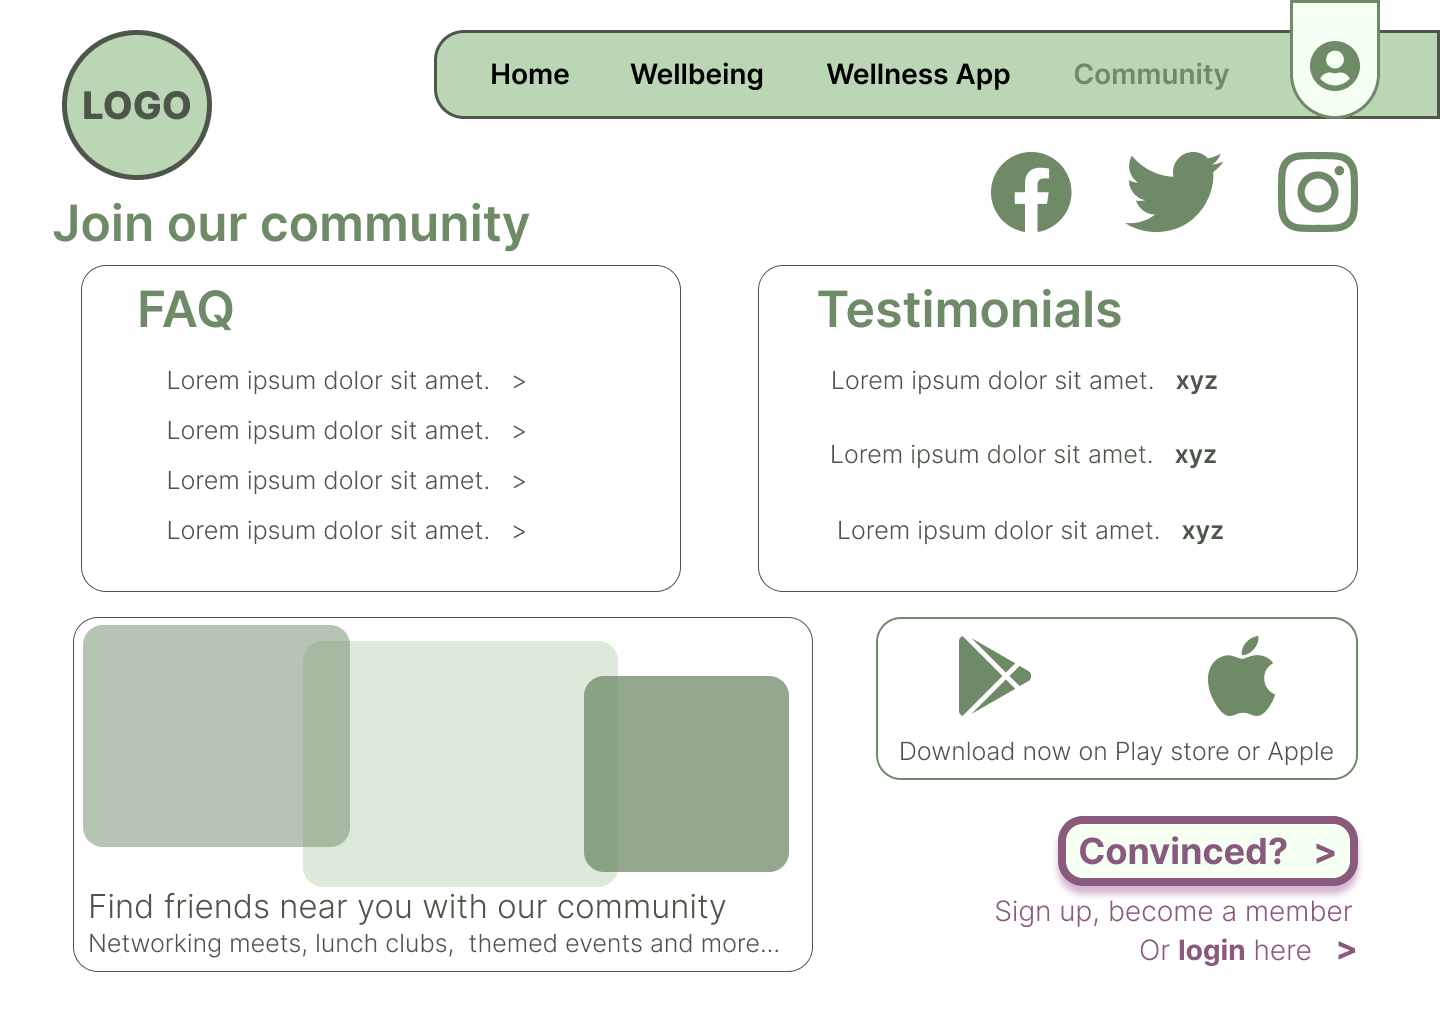 LOGO
Home Wellbeing Wellness App Community
Join our community
FAQ
Lorem ipsum dolor sit amet. >
Lorem ipsum dolor sit amet. >
Lorem ipsum dolor sit amet. >
Lorem ipsum dolor sit amet. >
Testimonials
Lorem ipsum dolor sit amet. xyz
Lorem ipsum dolor sit amet. xyz
Lorem ipsum dolor sit amet. xyz
Find friends near you with our community
Networking meets, lunch clubs, themed events and more...
Download now on Play store or Apple
Convinced? >
Sign up, become a member
Or login here >